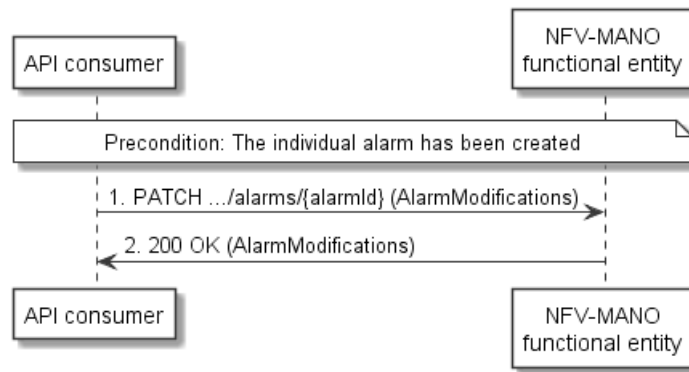 API consumer
NFV-MANO
functional entity
Precondition: The individual alarm has been created
1. PATCH .../alarms/{alarmId} (AlarmModifications)
2. 200 OK (AlarmModifications)
API consumer
NFV-MANO
functional entity